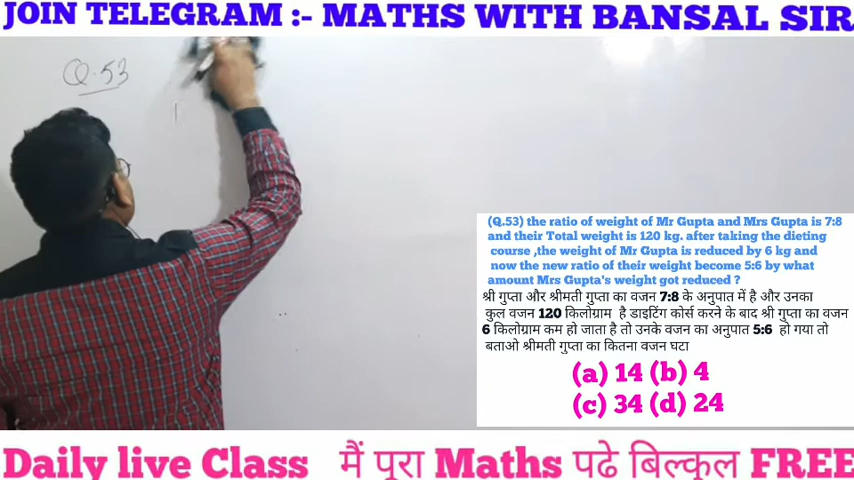 JOIN TELEGRAM :- MATHS WITH BANSAL SIR
Q.53
(Q.53) the ratio of weight of Mr Gupta and Mrs Gupta is 7:8
and their Total weight is 120 kg. after taking the dieting
course ,the weight of Mr Gupta is reduced by 6 kg and
now the new ratio of their weight become 5:6 by what
amount Mrs Gupta's weight got reduced ?
श्री गुप्ता और श्रीमती गुप्ता का वजन 7:8 के अनुपात में है और उनका
कुल वजन 120 किलोग्राम है डाइटिंग कोर्स करने के बाद श्री गुप्ता का वजन
6 किलोग्राम कम हो जाता है तो उनके वजन का अनुपात 5:6 हो गया तो
बताओ श्रीमती गुप्ता का कितना वजन घटा
(a) 14 (b) 4
(c) 34 (d) 24
Daily live Class मैं पूरा Maths पढे बिल्कुल FREE